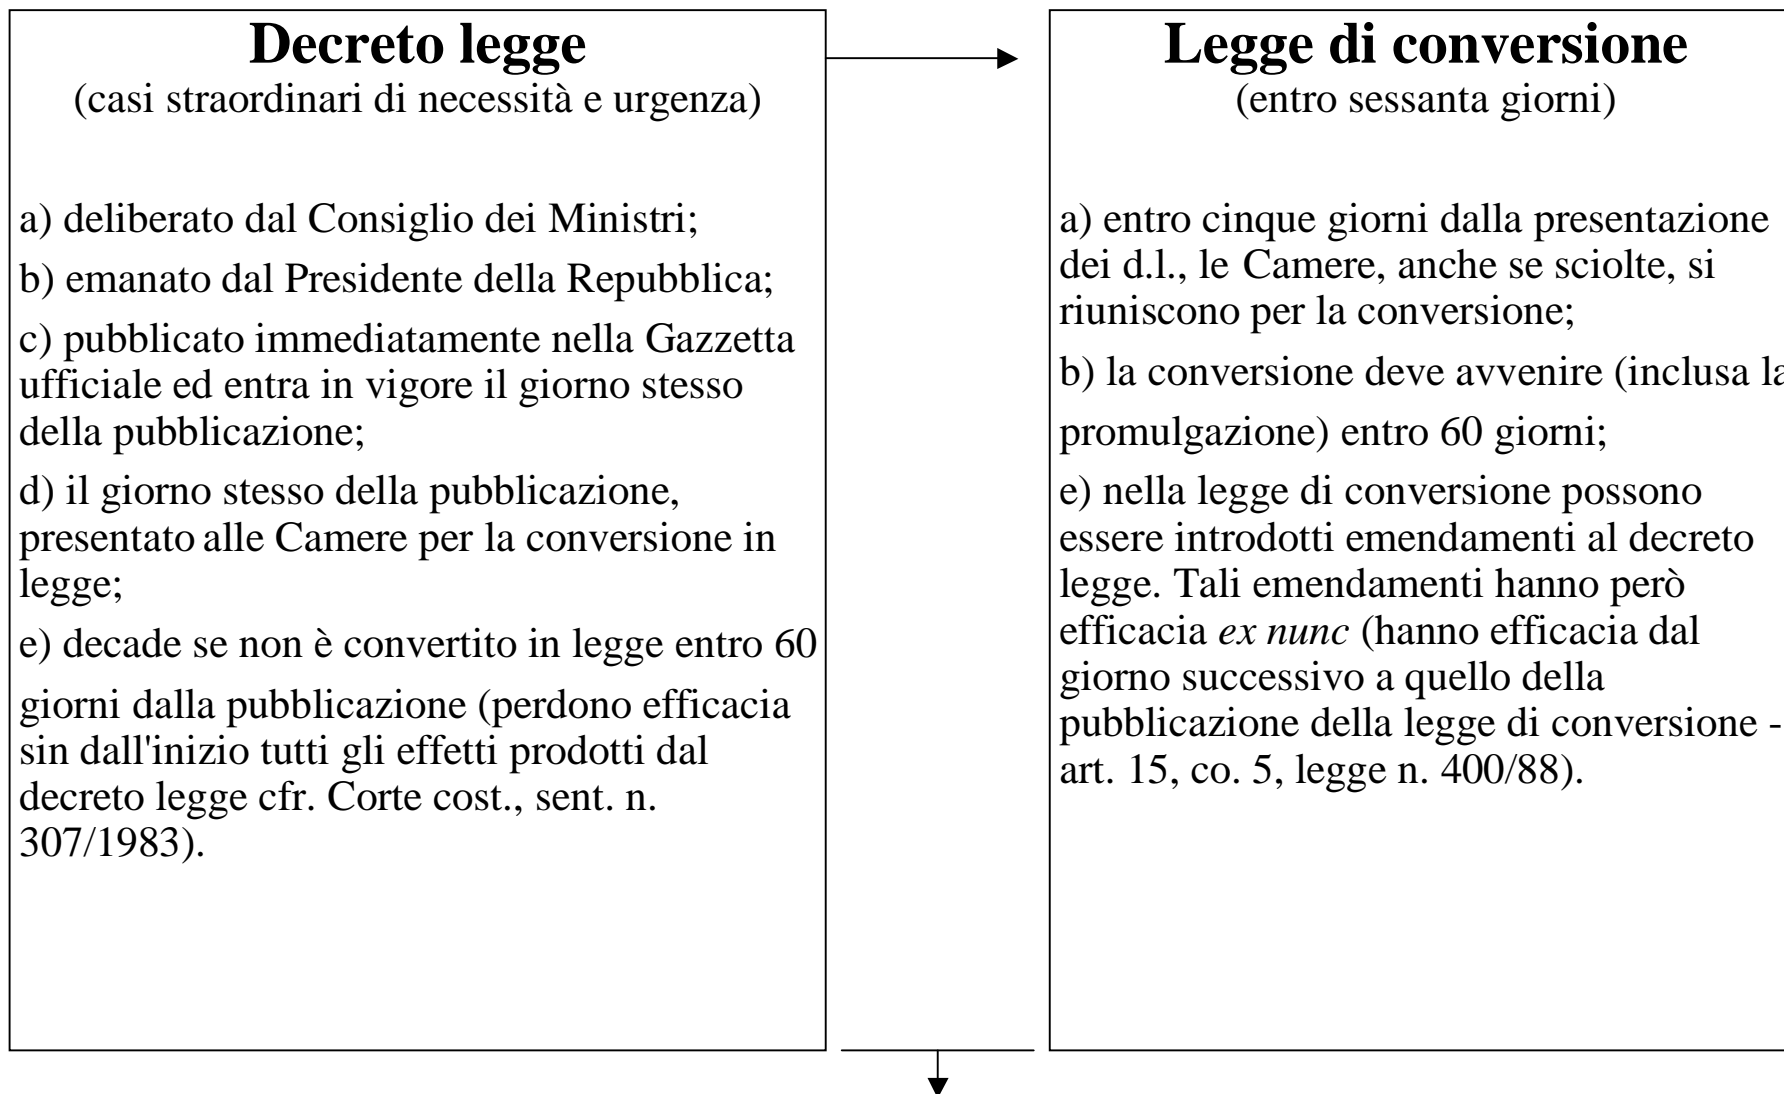 Decreto legge
(casi straordinari di necessità e urgenza)
a) deliberato dal Consiglio dei Ministri;
b) emanato dal Presidente della Repubblica;
c) pubblicato immediatamente nella Gazzetta
ufficiale ed entra in vigore il giorno stesso
della pubblicazione;
d) il giorno stesso della pubblicazione,
presentato alle Camere per la conversione in
legge;
e) decade se non è convertito in legge entro 60
giorni dalla pubblicazione (perdono efficacia
sin dall'inizio tutti gli effetti prodotti dal
decreto legge cfr. Corte cost., sent. n.
307/1983).
Legge di conversione
(entro sessanta giorni)
a) entro cinque giorni dalla presentazione
dei d.l., le Camere, anche se sciolte, si
riuniscono per la conversione;
b) la conversione deve avvenire (inclusa la
promulgazione) entro 60 giorni;
e) nella legge di conversione possono
essere introdotti emendamenti al decreto
legge. Tali emendamenti hanno però
efficacia ex nunc (hanno efficacia dal
giorno successivo a quello della
pubblicazione della legge di conversione -
art. 15, co. 5, legge n. 400/88).